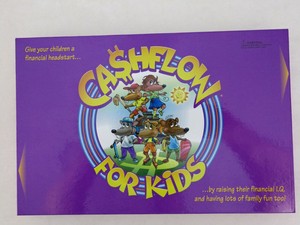 Give your children a
financial headstart...
CA$HFLOW
FOR KIDS
...by raising their financial I.Q.
and having lots of family fun too!